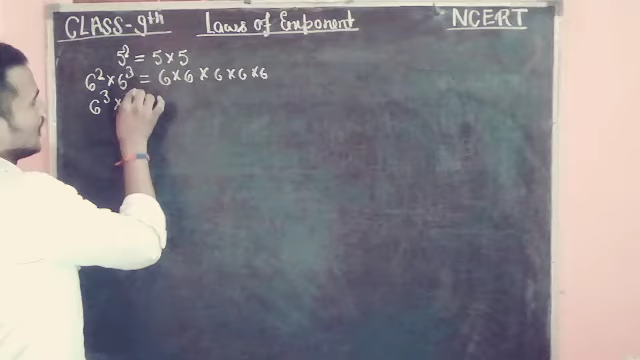 CLASS-9th Laws of Exponent NCERT
5² = 5 × 5
6² × 6³ = 6 × 6 × 6 × 6 × 6
6³ ×